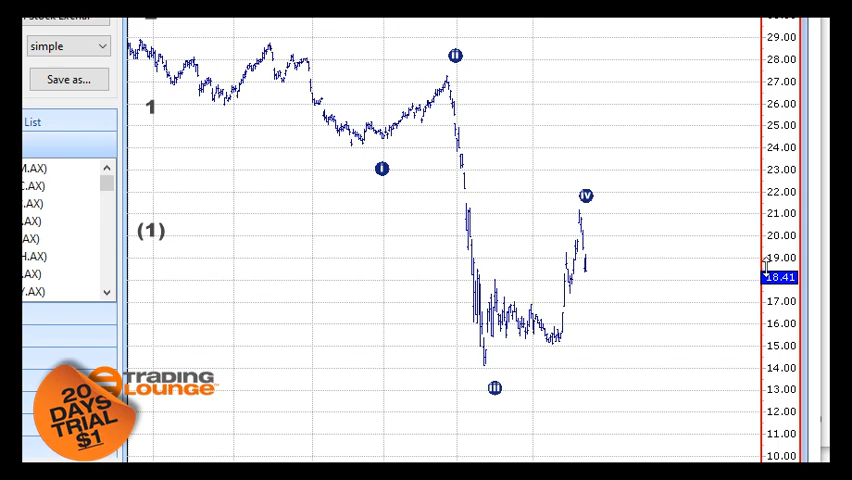 simple
Save as...
List
M.AX)
C.AX)
.AX)
.AX)
AX)
H.AX)
.AX)
Y.AX)
1
(1)
i
ii
iii
iv
29.00
28.00
27.00
26.00
25.00
24.00
23.00
22.00
21.00
20.00
19.00
18.41
17.00
16.00
15.00
14.00
13.00
12.00
11.00
10.00
TRADING
LOUNGE
20
DAYS
TRIAL
$1